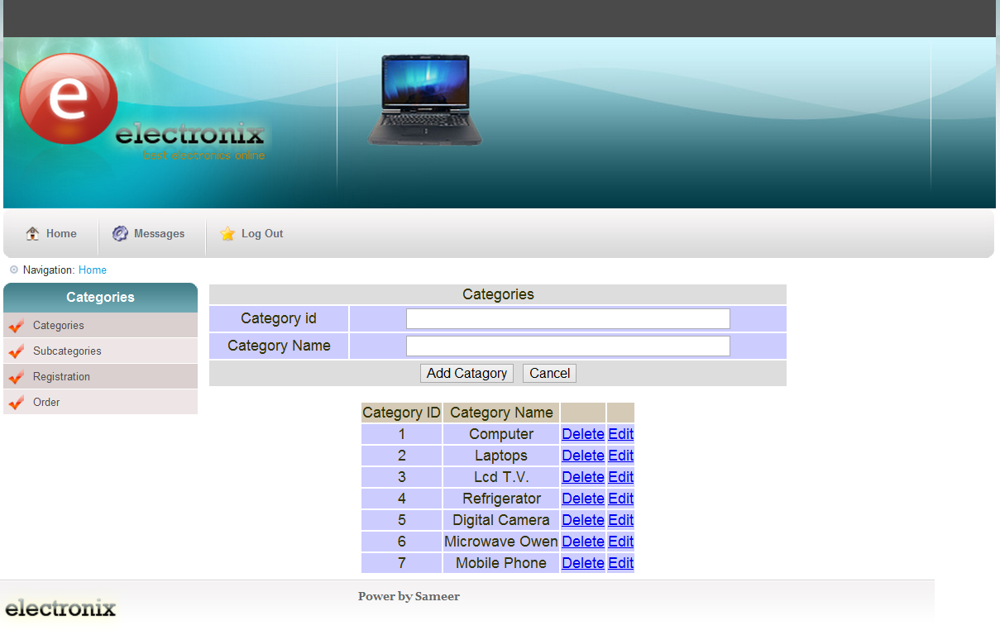 e
electronix
best electronics online
Home Messages Log Out
Navigation: Home
Categories
Categories
Subcategories
Registration
Order
Categories
Category id
Category Name
Add Catagory Cancel
Category ID Category Name
1 Computer Delete Edit
2 Laptops Delete Edit
3 Lcd T.V. Delete Edit
4 Refrigerator Delete Edit
5 Digital Camera Delete Edit
6 Microwave Owen Delete Edit
7 Mobile Phone Delete Edit
Power by Sameer
electronix